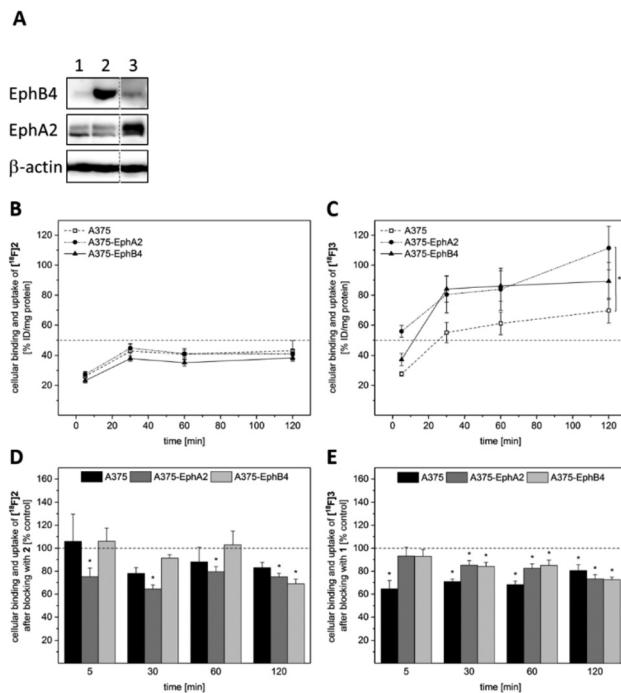 A
1 2 3
EphB4
EphA2
β-actin
B
A375
A375-EphA2
A375-EphB4
cellular binding and uptake of [18F]2
[% ID/mg protein]
120
100
80
60
40
20
0 20 40 60 80 100 120
time [min]
C
A375
A375-EphA2
A375-EphB4
*
cellular binding and uptake of [18F]3
[% ID/mg protein]
120
100
80
60
40
20
0 20 40 60 80 100 120
time [min]
D
A375 A375-EphA2 A375-EphB4
cellular binding and uptake of [18F]2
after blocking with 2 [% control]
160
140
120
100
80
60
40
20
0
* * * * *
5 30 60 120
time [min]
E
A375 A375-EphA2 A375-EphB4
cellular binding and uptake of [18F]3
after blocking with 1 [% control]
160
140
120
100
80
60
40
20
0
* * * * * * * * * *
5 30 60 120
time [min]